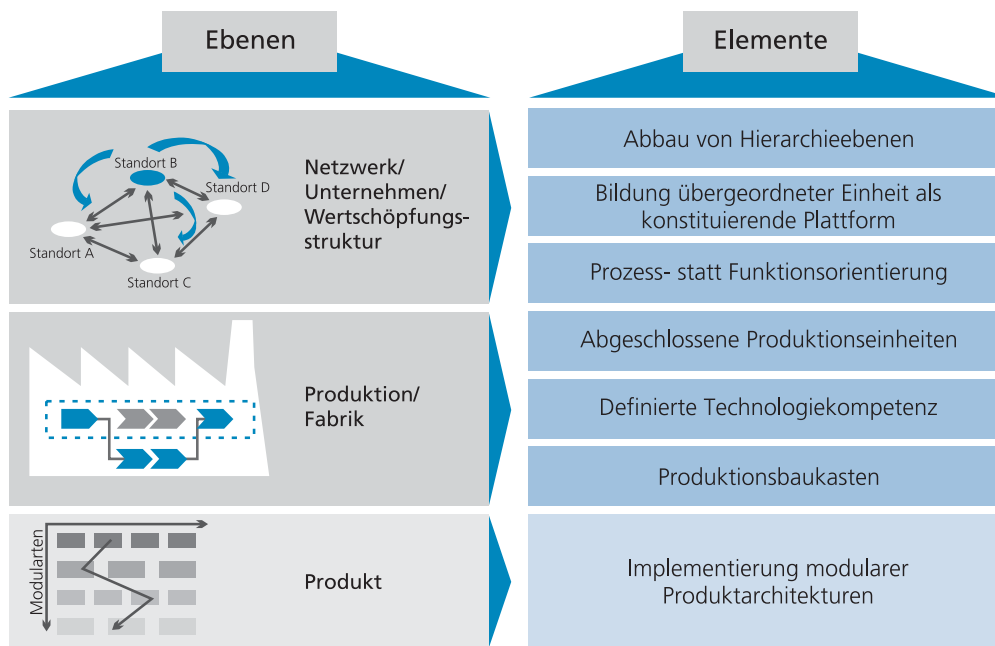 Ebenen
Elemente
Standort B
Standort D
Standort A
Standort C
Netzwerk/
Unternehmen/
Wertschöpfungs-
struktur
Abbau von Hierarchieebenen
Bildung übergeordneter Einheit als
konstituierende Plattform
Prozess- statt Funktionsorientierung
Produktion/
Fabrik
Abgeschlossene Produktionseinheiten
Definierte Technologiekompetenz
Produktionsbaukasten
Modularten
Produkt
Implementierung modularer
Produktarchitekturen